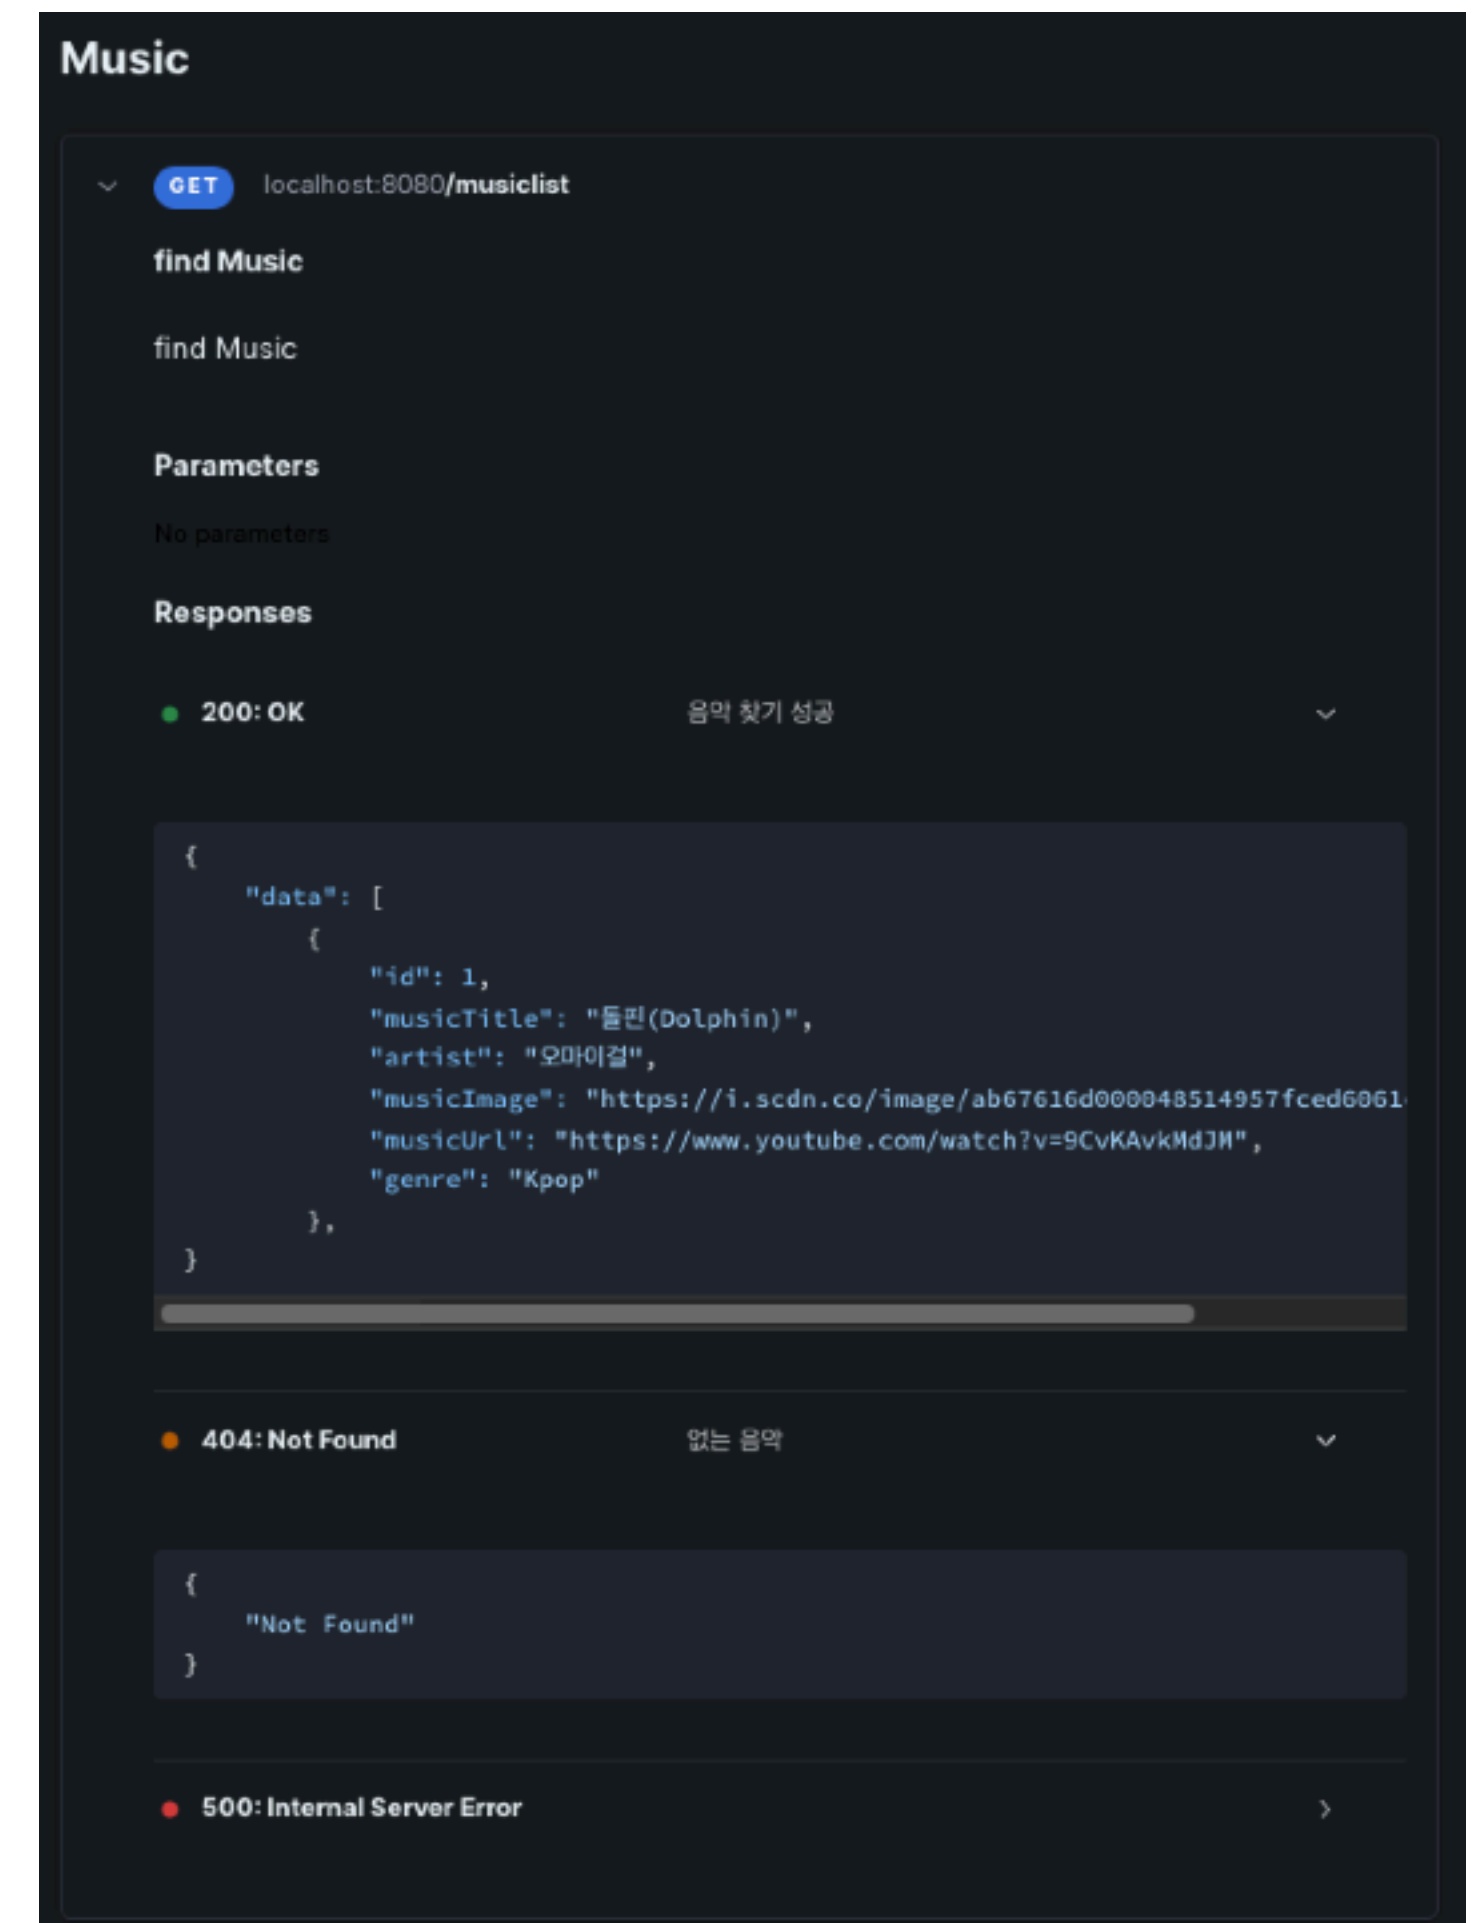 Music
GET localhost:8080/musiclist
find Music
find Music
Parameters
No parameters
Responses
200: OK 음악 찾기 성공
{
"data": [
{
"id": 1,
"musicTitle": "돌핀(Dolphin)",
"artist": "오마이걸",
"musicImage": "https://i.scdn.co/image/ab67616d000048514957fced6061
"musicUrl": "https://www.youtube.com/watch?v=9CvKAvkMdJM",
"genre": "Kpop"
},
}
404: Not Found 없는 음악
{
"Not Found"
}
500: Internal Server Error